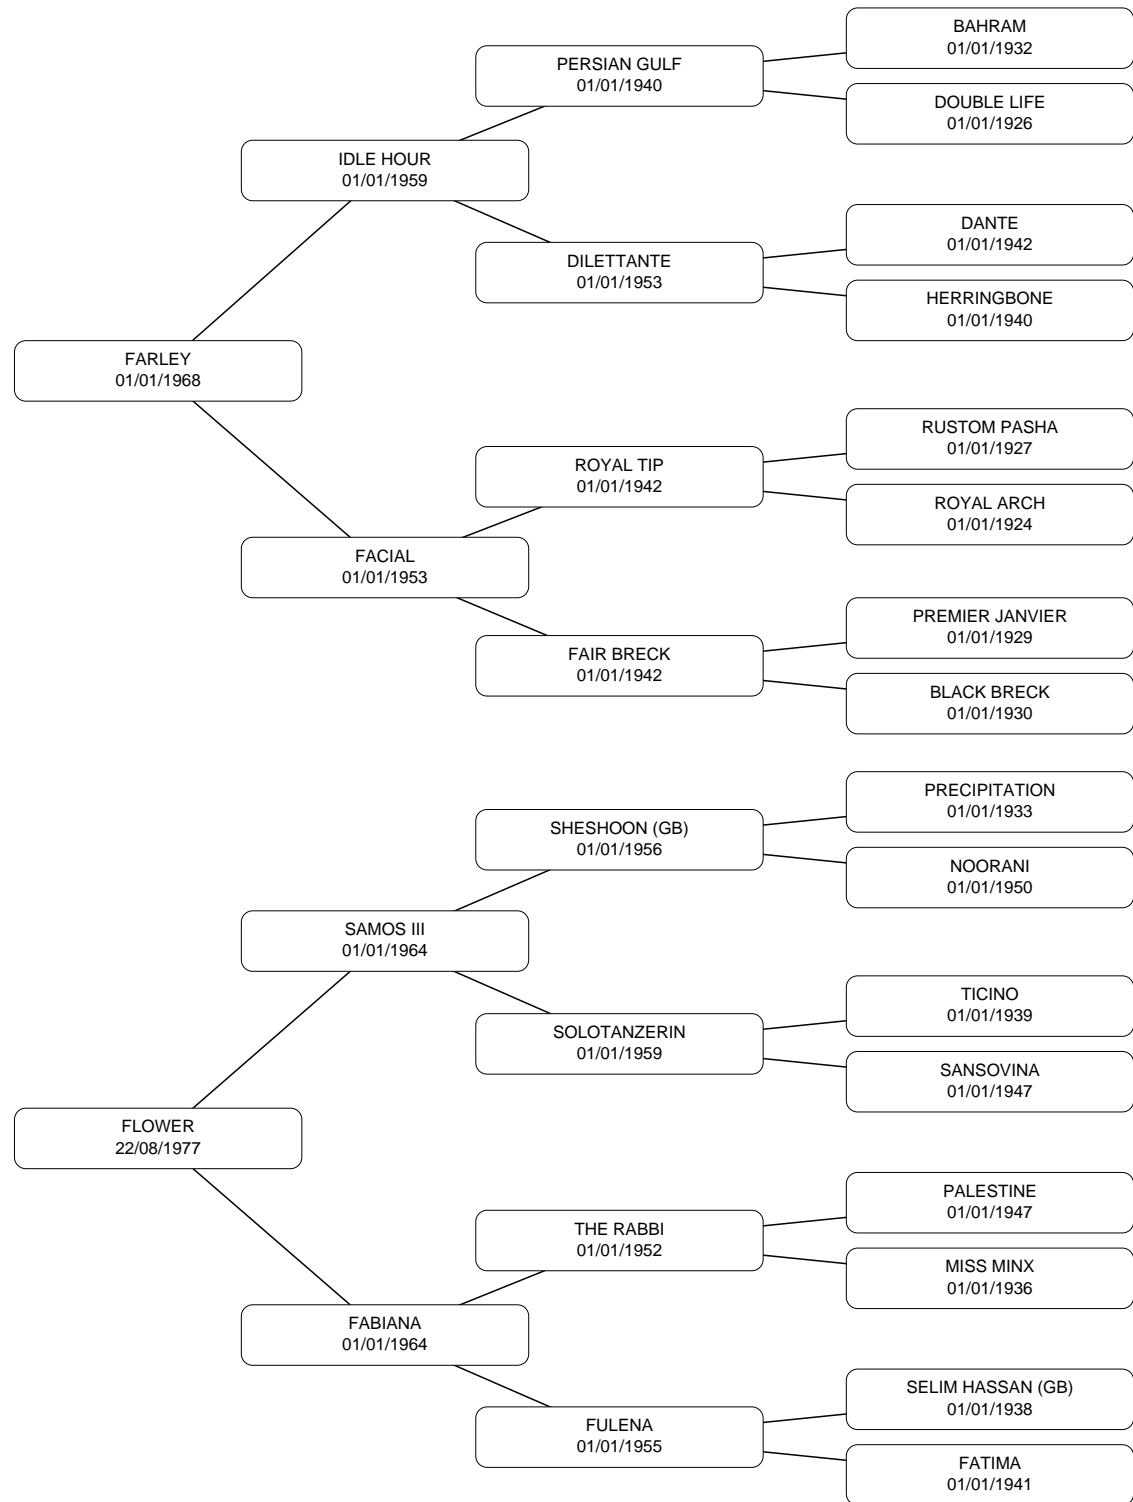 BAHRAM
01/01/1932
PERSIAN GULF
01/01/1940
DOUBLE LIFE
01/01/1926
IDLE HOUR
01/01/1959
DANTE
01/01/1942
DILETTANTE
01/01/1953
HERRINGBONE
01/01/1940
FARLEY
01/01/1968
RUSTOM PASHA
01/01/1927
ROYAL TIP
01/01/1942
ROYAL ARCH
01/01/1924
FACIAL
01/01/1953
PREMIER JANVIER
01/01/1929
FAIR BRECK
01/01/1942
BLACK BRECK
01/01/1930
PRECIPITATION
01/01/1933
SHESHOON (GB)
01/01/1956
NOORANI
01/01/1950
SAMOS III
01/01/1964
TICINO
01/01/1939
SOLOTANZERIN
01/01/1959
SANSOVINA
01/01/1947
FLOWER
22/08/1977
PALESTINE
01/01/1947
THE RABBI
01/01/1952
MISS MINX
01/01/1936
FABIANA
01/01/1964
SELIM HASSAN (GB)
01/01/1938
FULENA
01/01/1955
FATIMA
01/01/1941